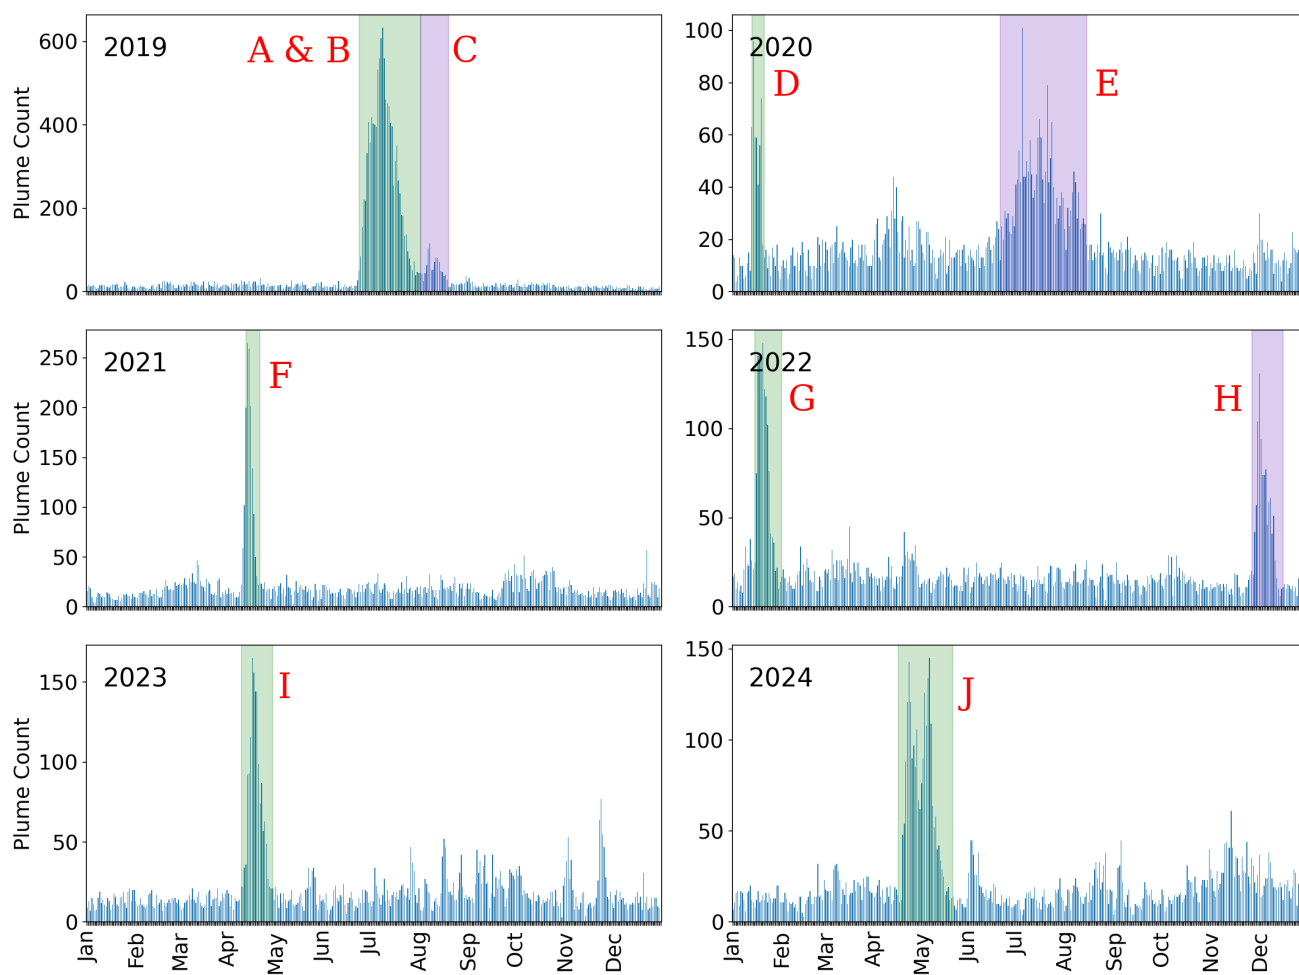 2019
A & B
C
Plume Count
600
400
200
0
2020
D
E
100
80
60
40
20
0
2021
F
Plume Count
250
200
150
100
50
0
2022
G
H
150
100
50
0
2023
I
Plume Count
150
100
50
0
Jan
Feb
Mar
Apr
May
Jun
Jul
Aug
Sep
Oct
Nov
Dec
2024
J
150
100
50
0
Jan
Feb
Mar
Apr
May
Jun
Jul
Aug
Sep
Oct
Nov
Dec